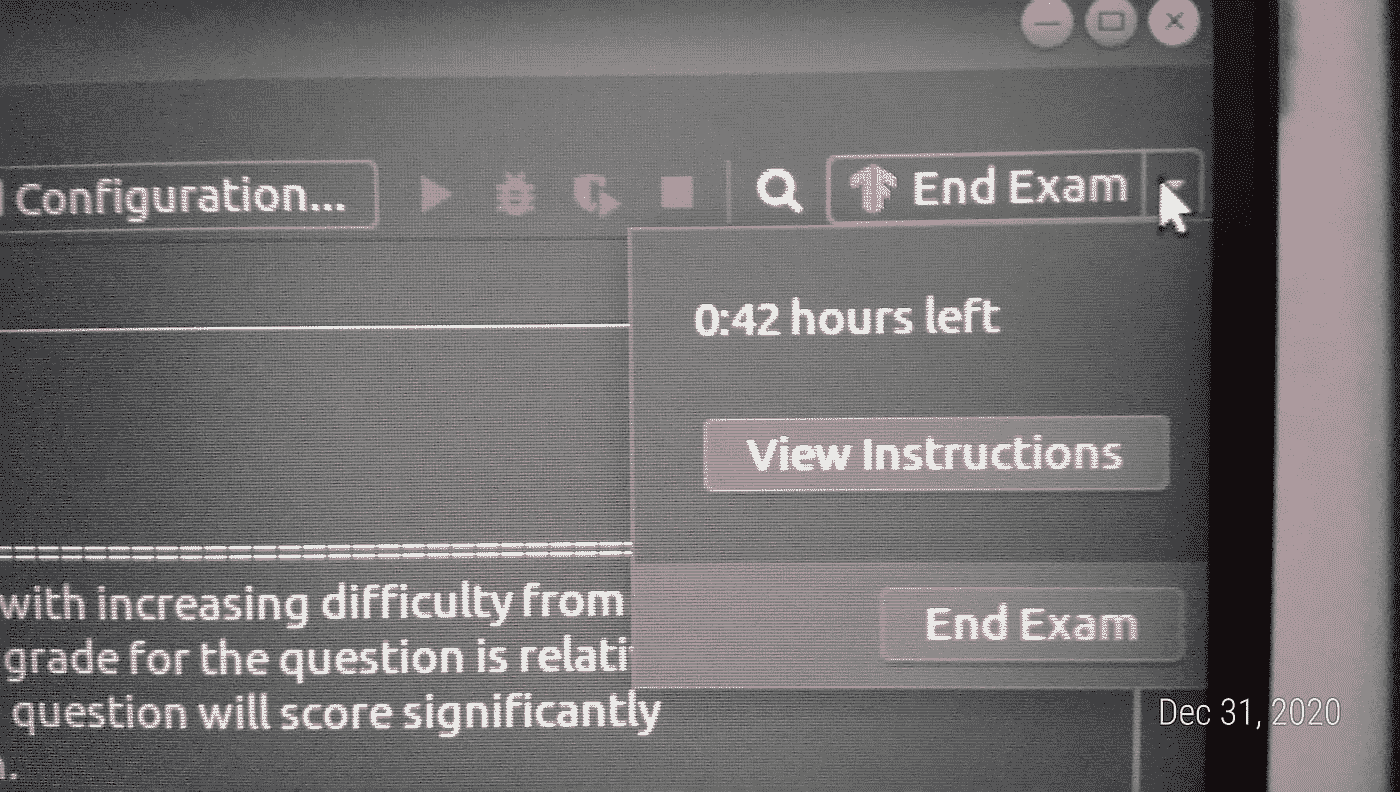 Configuration...
End Exam
0:42 hours left
View Instructions
with increasing difficulty from
grade for the question is
question will score significantly
End Exam
Dec 31, 2020